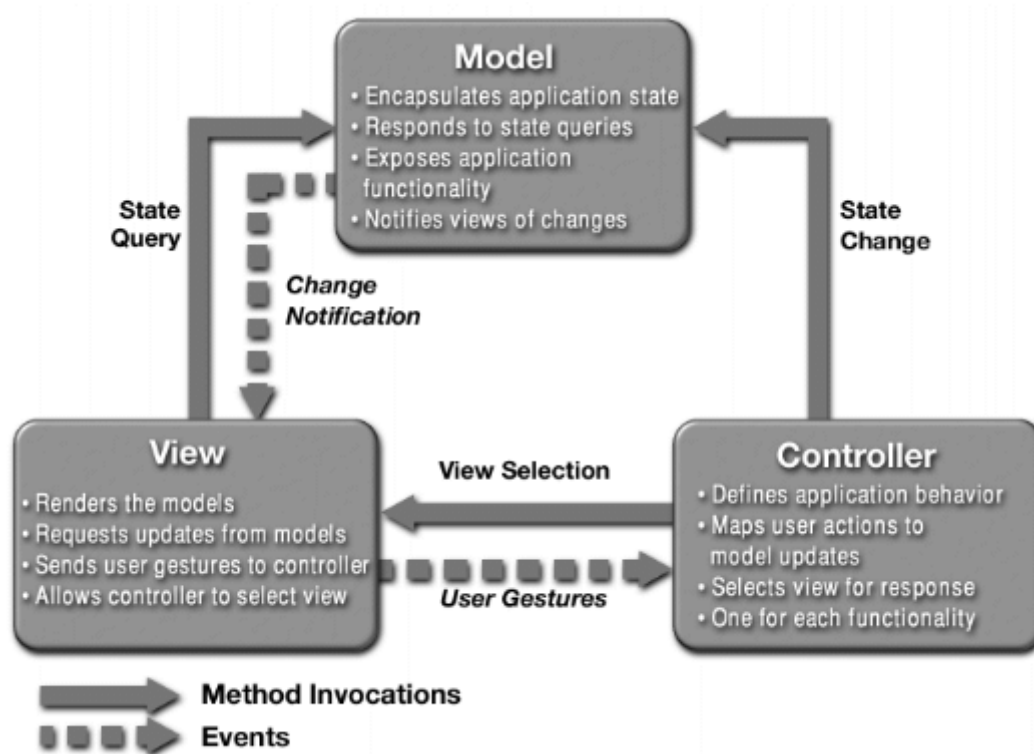 Model
• Encapsulates application state
• Responds to state queries
• Exposes application
functionality
• Notifies views of changes
State
Query
Change
Notification
State
Change
View
• Renders the models
• Requests updates from models
• Sends user gestures to controller
• Allows controller to select view
View Selection
User Gestures
Controller
• Defines application behavior
• Maps user actions to
model updates
• Selects view for response
• One for each functionality
Method Invocations
Events